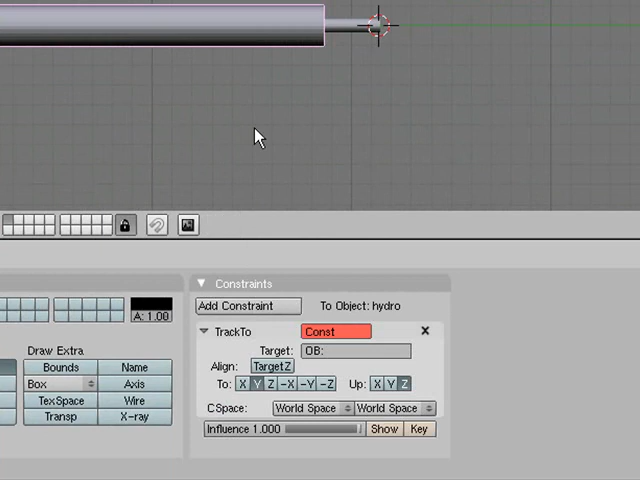 Constraints
Add Constraint To Object: hydro
A: 1.00
TrackTo Const X
Draw Extra
Target: OB:
Bounds Name
Align: TargetZ
Box Axis
To: X Y Z -X -Y -Z Up: X Y Z
TexSpace Wire
CSpace: World Space World Space
Transp X-ray
Influence 1.000 Show Key